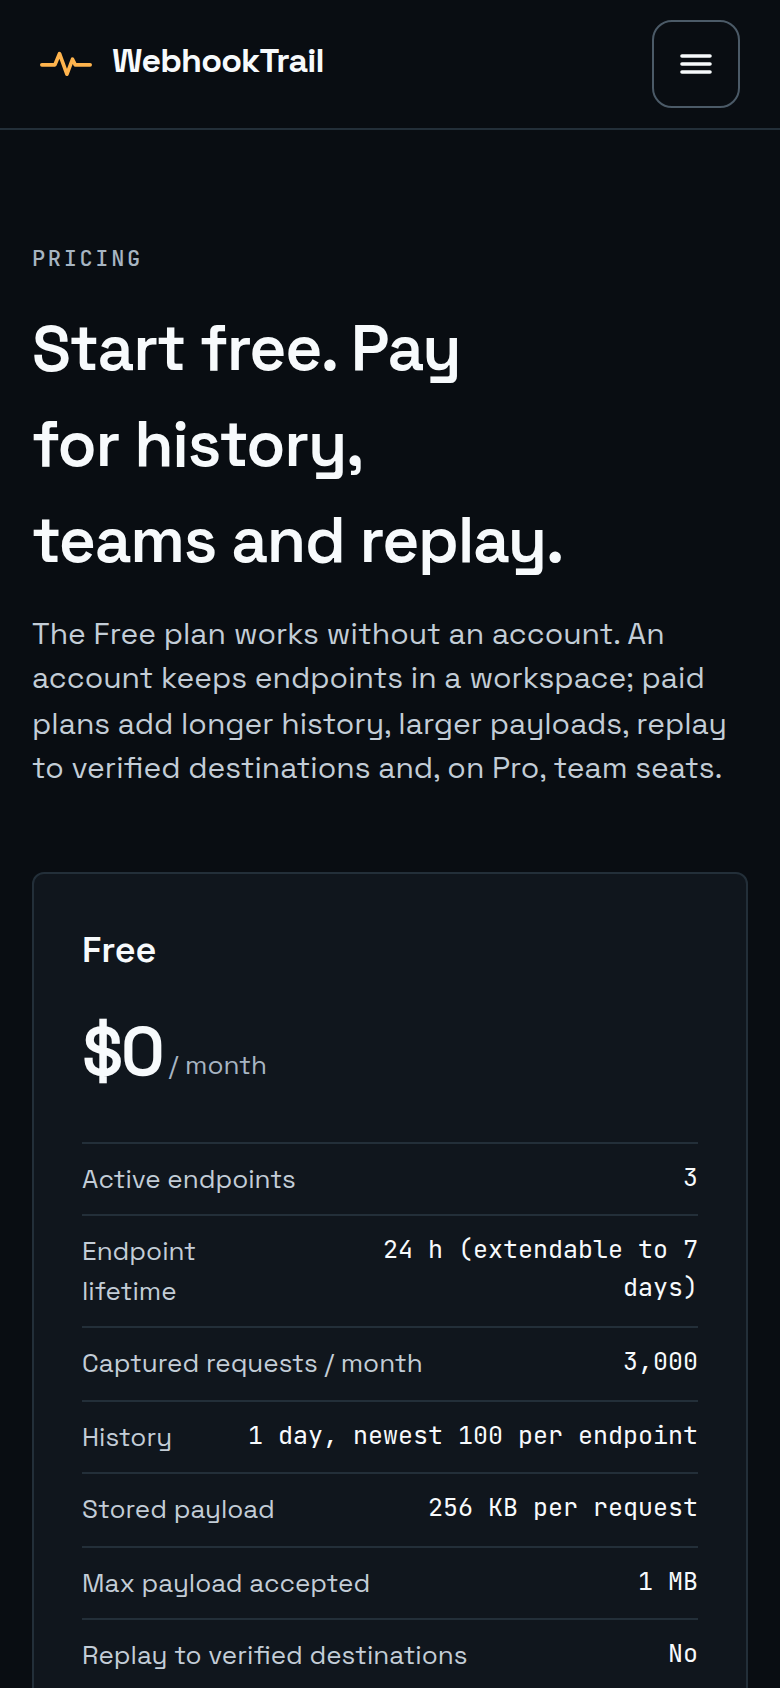 WebhookTrail
PRICING
Start free. Pay
for history,
teams and replay.
The Free plan works without an account. An
account keeps endpoints in a workspace; paid
plans add longer history, larger payloads, replay
to verified destinations and, on Pro, team seats.
Free
$0 / month
Active endpoints 3
Endpoint lifetime 24 h (extendable to 7 days)
Captured requests / month 3,000
History 1 day, newest 100 per endpoint
Stored payload 256 KB per request
Max payload accepted 1 MB
Replay to verified destinations No